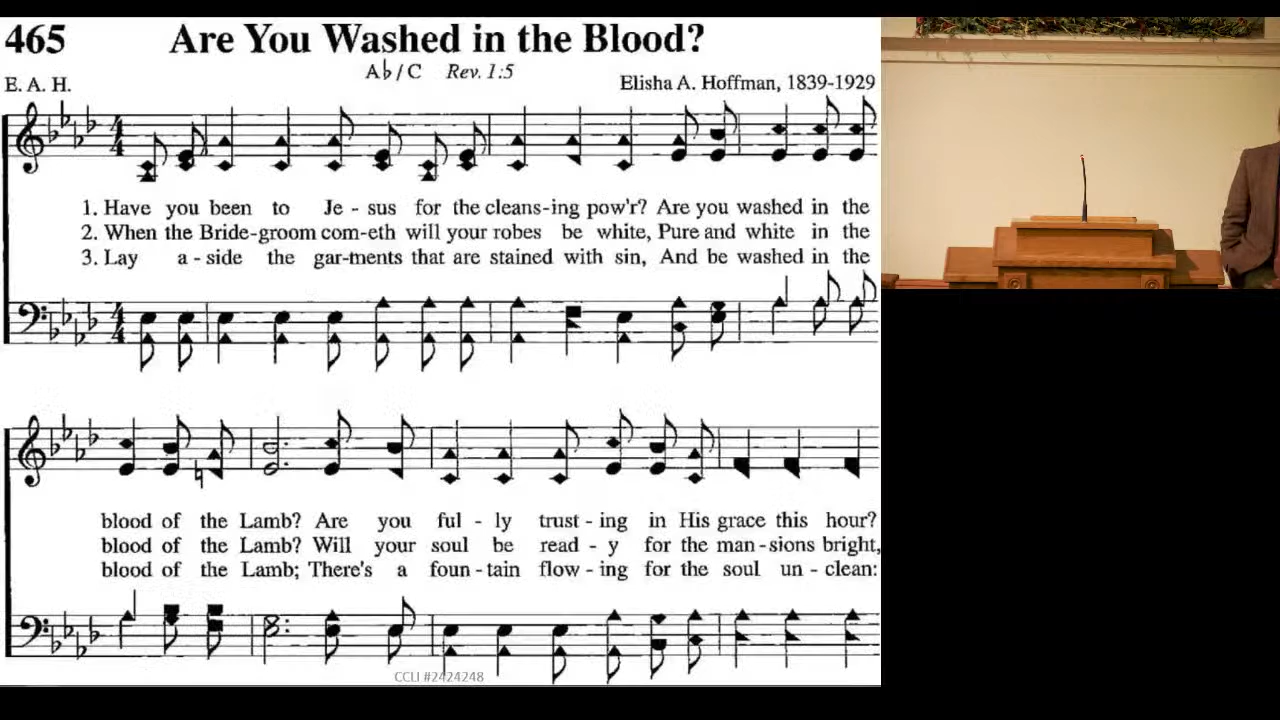 465 Are You Washed in the Blood?
A♭/C Rev. 1:5
E. A. H. Elisha A. Hoffman, 1839-1929
1. Have you been to Je - sus for the cleans-ing pow'r? Are you washed in the
2. When the Bride-groom com-eth will your robes be white, Pure and white in the
3. Lay a - side the gar-ments that are stained with sin, And be washed in the
blood of the Lamb? Are you ful - ly trust - ing in His grace this hour?
blood of the Lamb? Will your soul be read - y for the man-sions bright,
blood of the Lamb; There's a foun-tain flow-ing for the soul un - clean:
CCLI #2424248